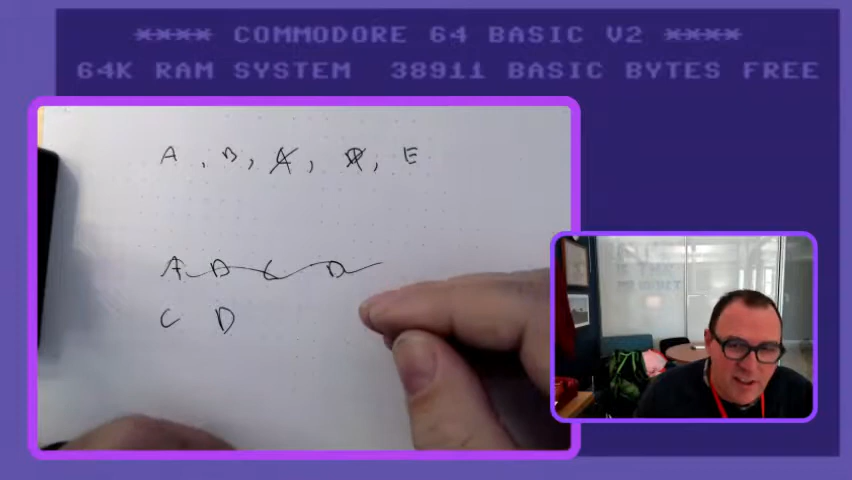 **** COMMODORE 64 BASIC V2 ****
64K RAM SYSTEM 38911 BASIC BYTES FREE
A , B, C, D, E
A B C D
C D